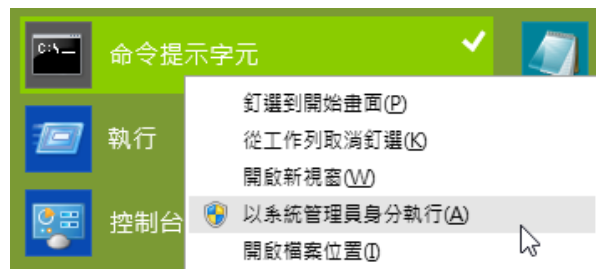 C:\_
命令提示字元
執行
控制台
釘選到開始畫面(P)
從工作列取消釘選(K)
開啟新視窗(W)
以系統管理員身分執行(A)
開啟檔案位置(I)